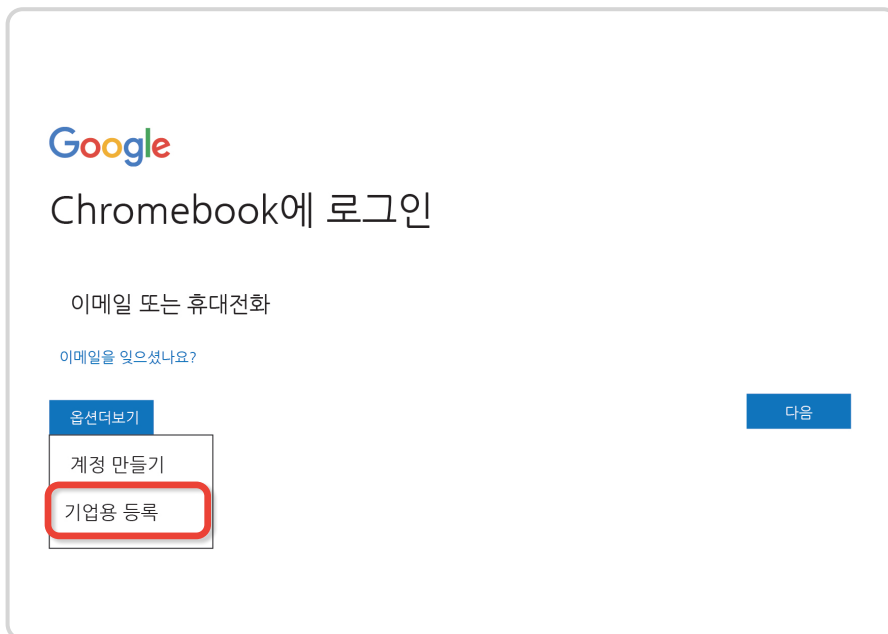 Google
Chromebook에 로그인
이메일 또는 휴대전화
이메일을 잊으셨나요?
옵션더보기
다음
계정 만들기
기업용 등록